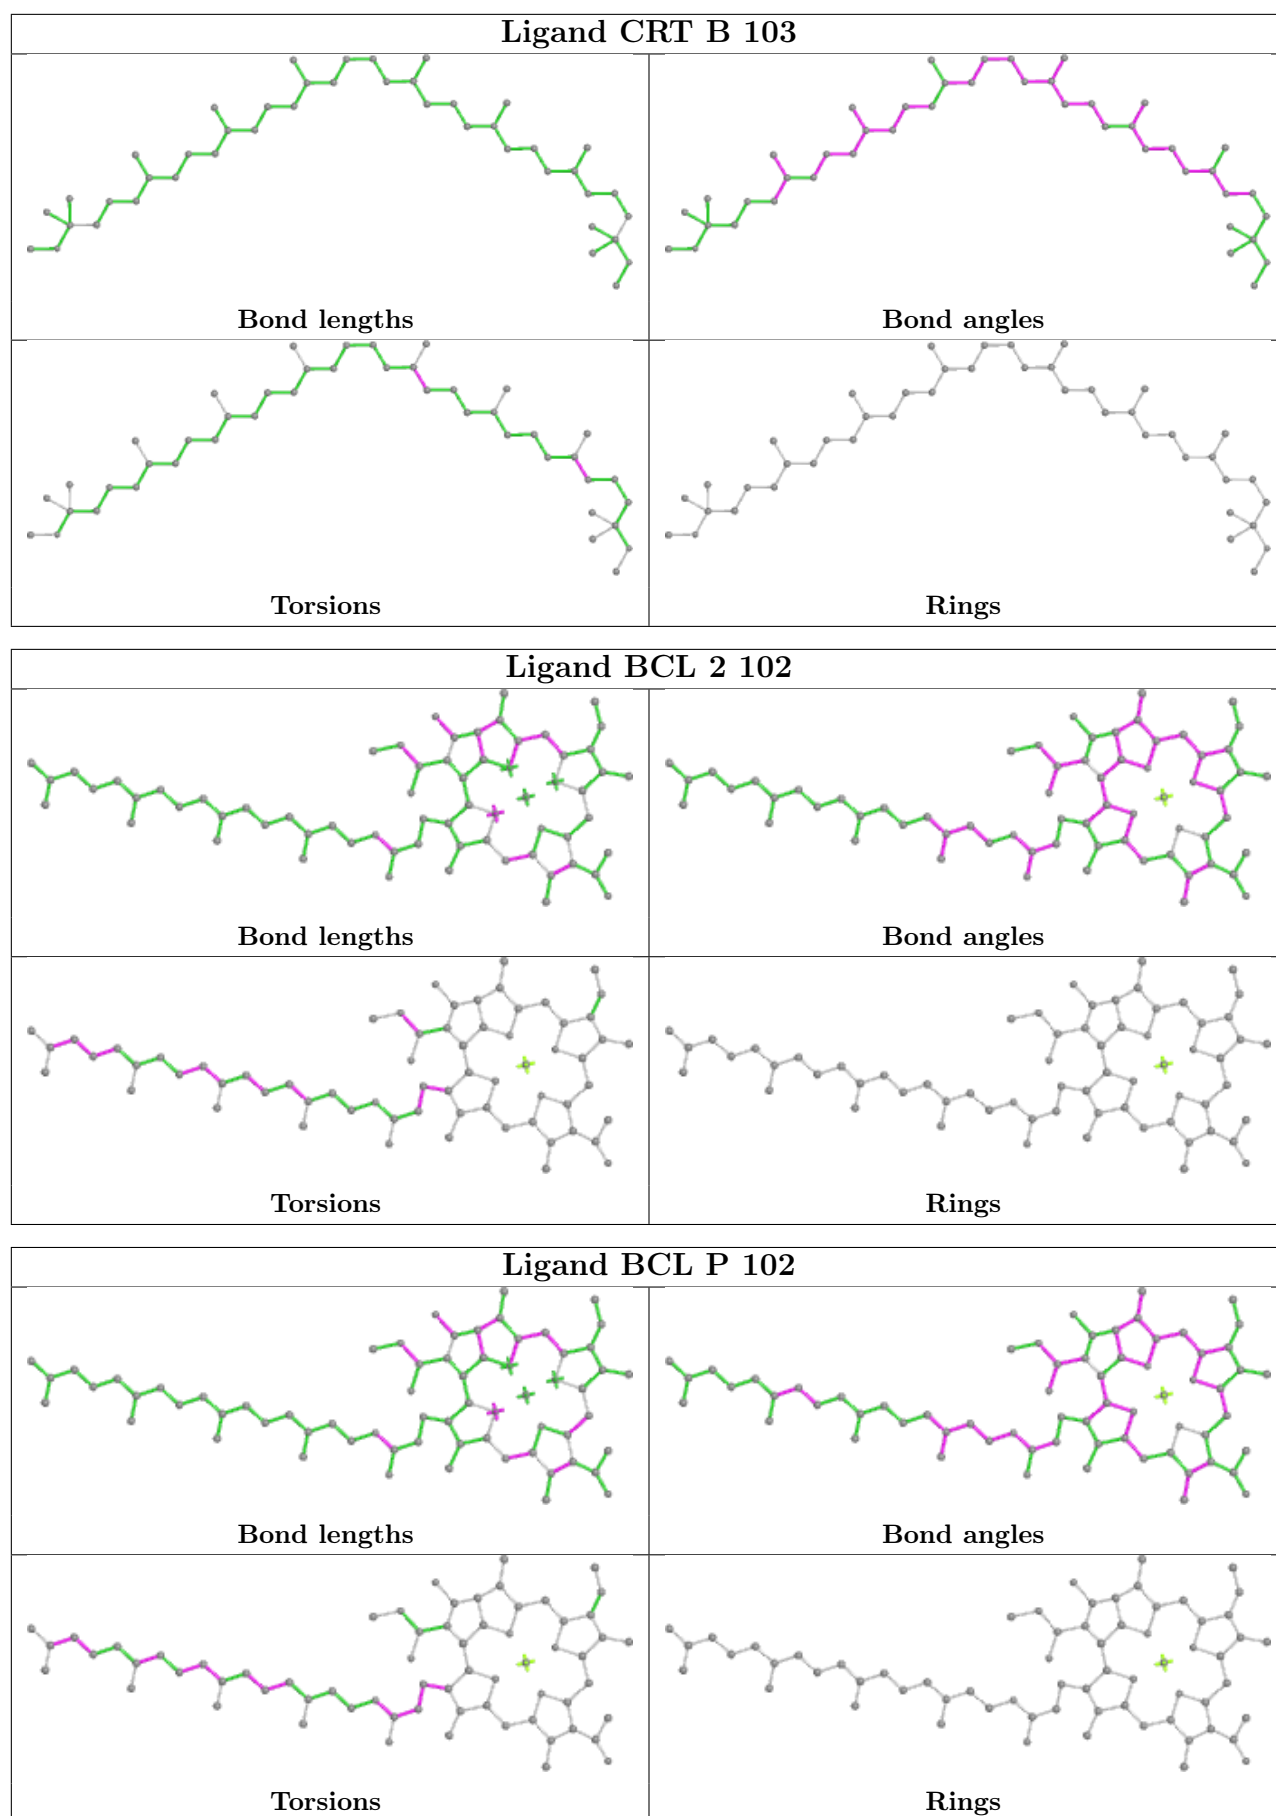 Ligand CRT B 103
Bond lengths
Bond angles
Torsions
Rings
Ligand BCL 2 102
Bond lengths
Bond angles
Torsions
Rings
Ligand BCL P 102
Bond lengths
Bond angles
Torsions
Rings